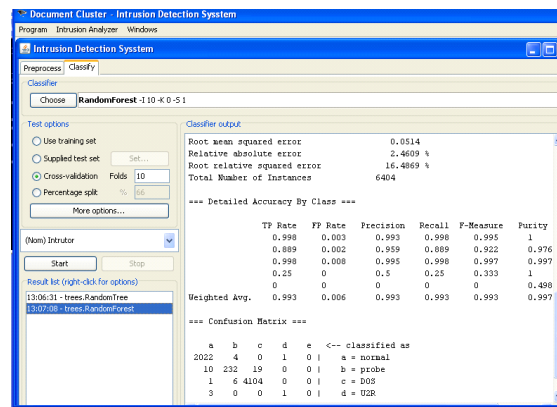 Document Cluster - Intrusion Detection Sysstem
Program Intrusion Analyzer Windows
Intrusion Detection Sysstem
Preprocess Classify
Classifier
Choose RandomForest -I 10 -K 0 -S 1
Test options
Use training set
Supplied test set Set...
Cross-validation Folds 10
Percentage split % 66
More options...
(Nom) Intrutor
Start Stop
Result list (right-click for options)
13:06:31 - trees.RandomTree
13:07:08 - trees.RandomForest
Classifier output
Root mean squared error 0.0514
Relative absolute error 2.4609 %
Root relative squared error 16.4869 %
Total Number of Instances 6404
=== Detailed Accuracy By Class ===
TP Rate FP Rate Precision Recall F-Measure Purity
0.998 0.003 0.993 0.998 0.995 1
0.889 0.002 0.959 0.889 0.922 0.976
0.998 0.008 0.995 0.998 0.997 0.997
0.25 0 0.5 0.25 0.333 1
0 0 0 0 0 0.498
Weighted Avg. 0.993 0.006 0.993 0.993 0.993 0.997
=== Confusion Matrix ===
a b c d e <-- classified as
2022 4 0 1 0 | a = normal
10 232 19 0 0 | b = probe
1 6 4104 0 0 | c = DOS
3 0 0 1 0 | d = U2R